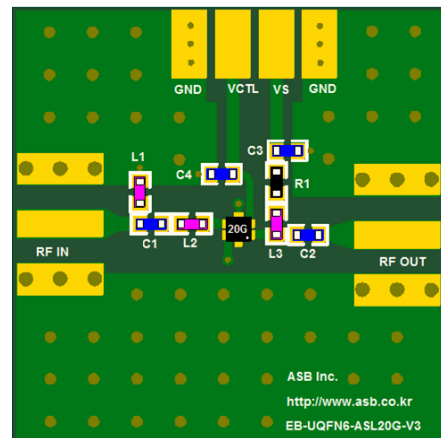 GND VCTL VS GND
L1
C3
C4
R1
20G
RF IN
C1 L2
L3 C2
RF OUT
ASB Inc.
http://www.asb.co.kr
EB-UQFN6-ASL20G-V3